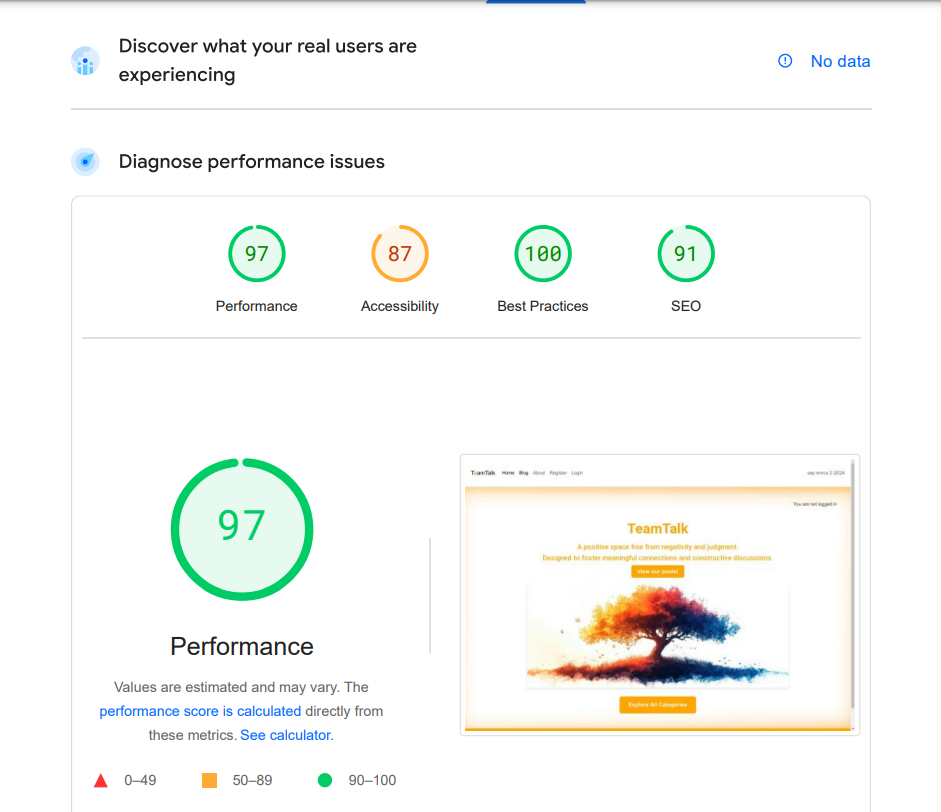 Discover what your real users are
experiencing
No data
Diagnose performance issues
97
87
100
91
Performance
Accessibility
Best Practices
SEO
97
Performance
Values are estimated and may vary. The
performance score is calculated directly from
these metrics. See calculator.
0–49
50–89
90–100
TeamTalk Home Blog About Register Login
You are not logged in
TeamTalk
A positive space free from negativity and judgment.
Designed to foster meaningful connections and constructive discussions.
View our posts!
Explore All Categories